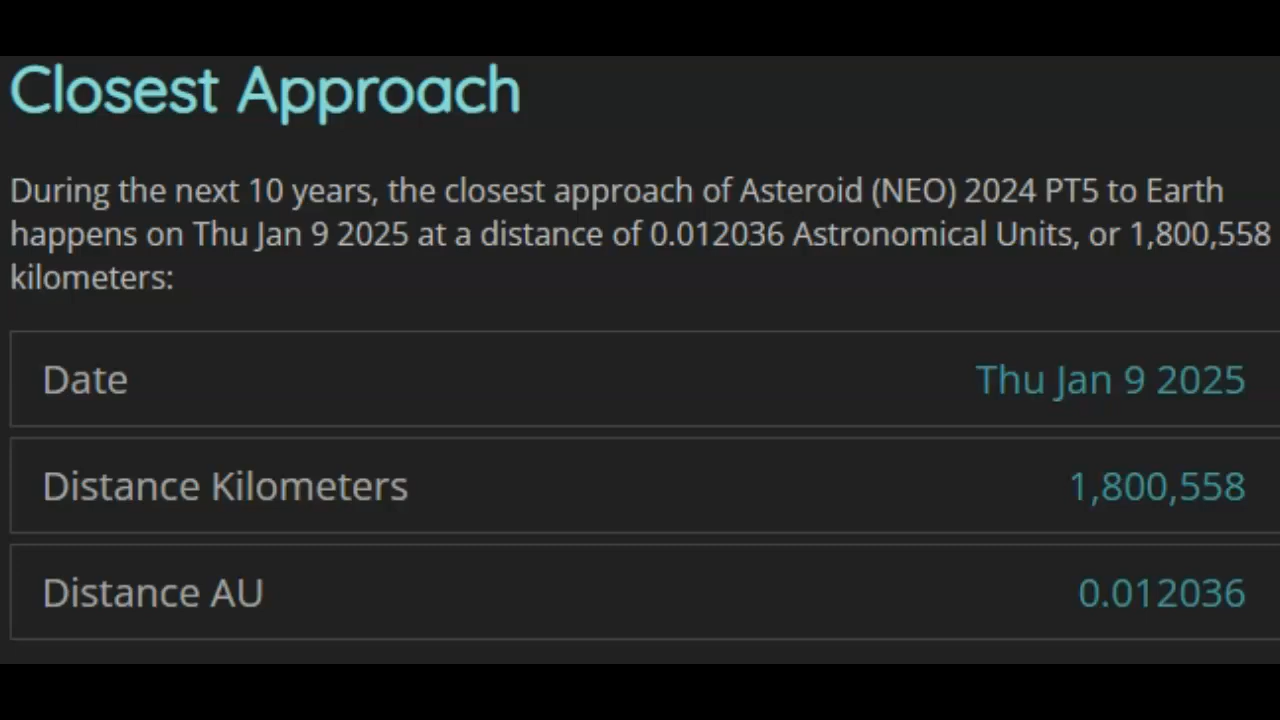 Closest Approach
During the next 10 years, the closest approach of Asteroid (NEO) 2024 PT5 to Earth
happens on Thu Jan 9 2025 at a distance of 0.012036 Astronomical Units, or 1,800,558
kilometers:
Date Thu Jan 9 2025
Distance Kilometers 1,800,558
Distance AU 0.012036